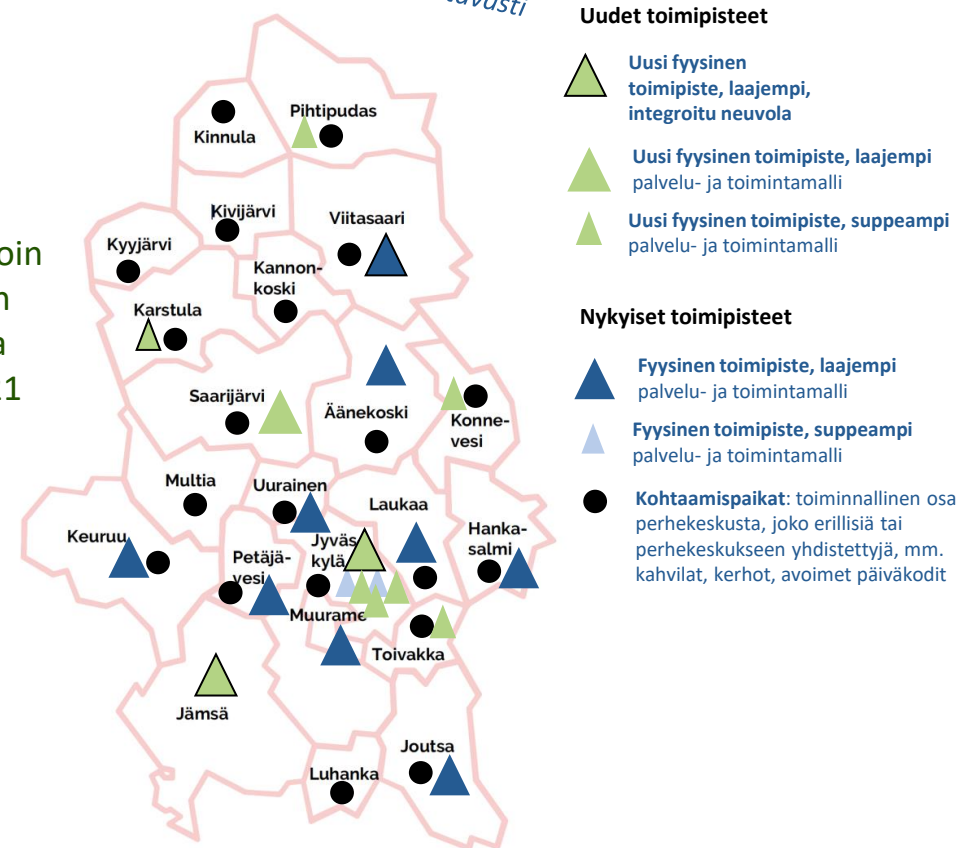 tavusti
Uudet toimipisteet
Uusi fyysinen
toimipiste, laajempi,
integroitu neuvola
Uusi fyysinen toimipiste, laajempi
palvelu- ja toimintamalli
Uusi fyysinen toimipiste, suppeampi
palvelu- ja toimintamalli
Nykyiset toimipisteet
Fyysinen toimipiste, laajempi
palvelu- ja toimintamalli
Fyysinen toimipiste, suppeampi
palvelu- ja toimintamalli
Kohtaamispaikat: toiminnallinen osa
perhekeskusta, joko erillisiä tai
perhekeskukseen yhdistettyjä, mm.
kahvilat, kerhot, avoimet päiväkodit
oin
n
a
21
Pihtipudas
Kinnula
Kivijärvi
Viitasaari
Kyyjärvi
Kannon-
koski
Karstula
Saarijärvi
Äänekoski
Konne-
vesi
Multia
Uurainen
Laukaa
Keuruu
Jyväs
kylä
Hanka-
salmi
Petäjä-
vesi
Muurame
Toivakka
Jämsä
Joutsa
Luhanka